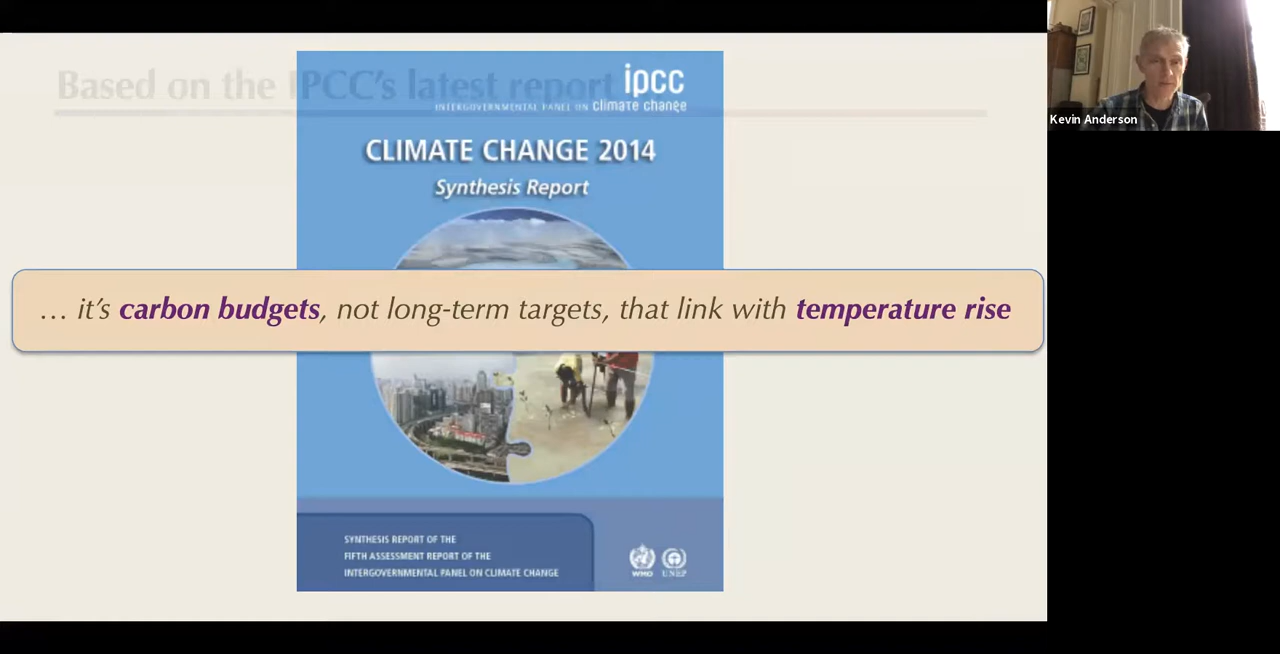 Based on the IPCC's latest report
ipcc
INTERGOVERNMENTAL PANEL ON climate change
CLIMATE CHANGE 2014
Synthesis Report
… it's carbon budgets, not long-term targets, that link with temperature rise
SYNTHESIS REPORT OF THE
FIFTH ASSESSMENT REPORT OF THE
INTERGOVERNMENTAL PANEL ON CLIMATE CHANGE
WMO UNEP
Kevin Anderson